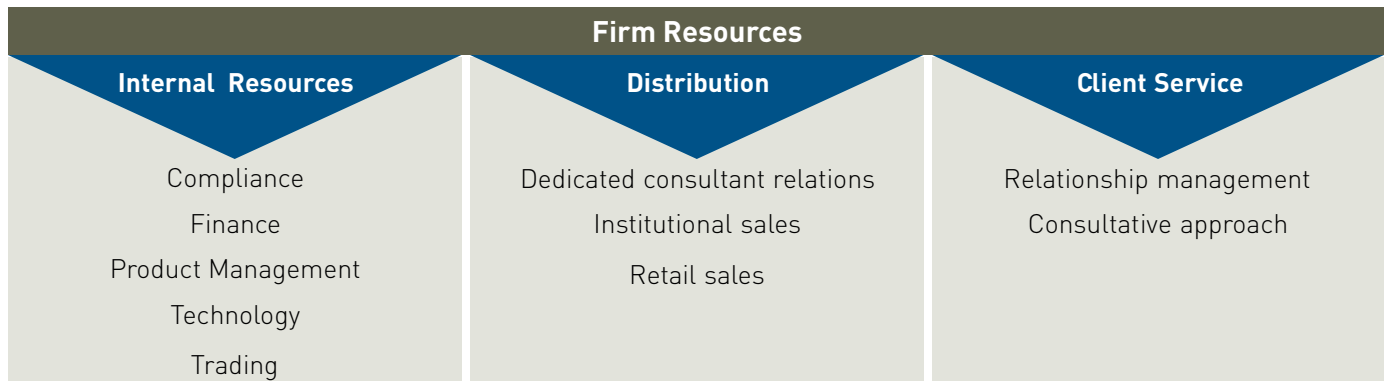 Firm Resources
Internal Resources
Compliance
Finance
Product Management
Technology
Trading
Distribution
Dedicated consultant relations
Institutional sales
Retail sales
Client Service
Relationship management
Consultative approach